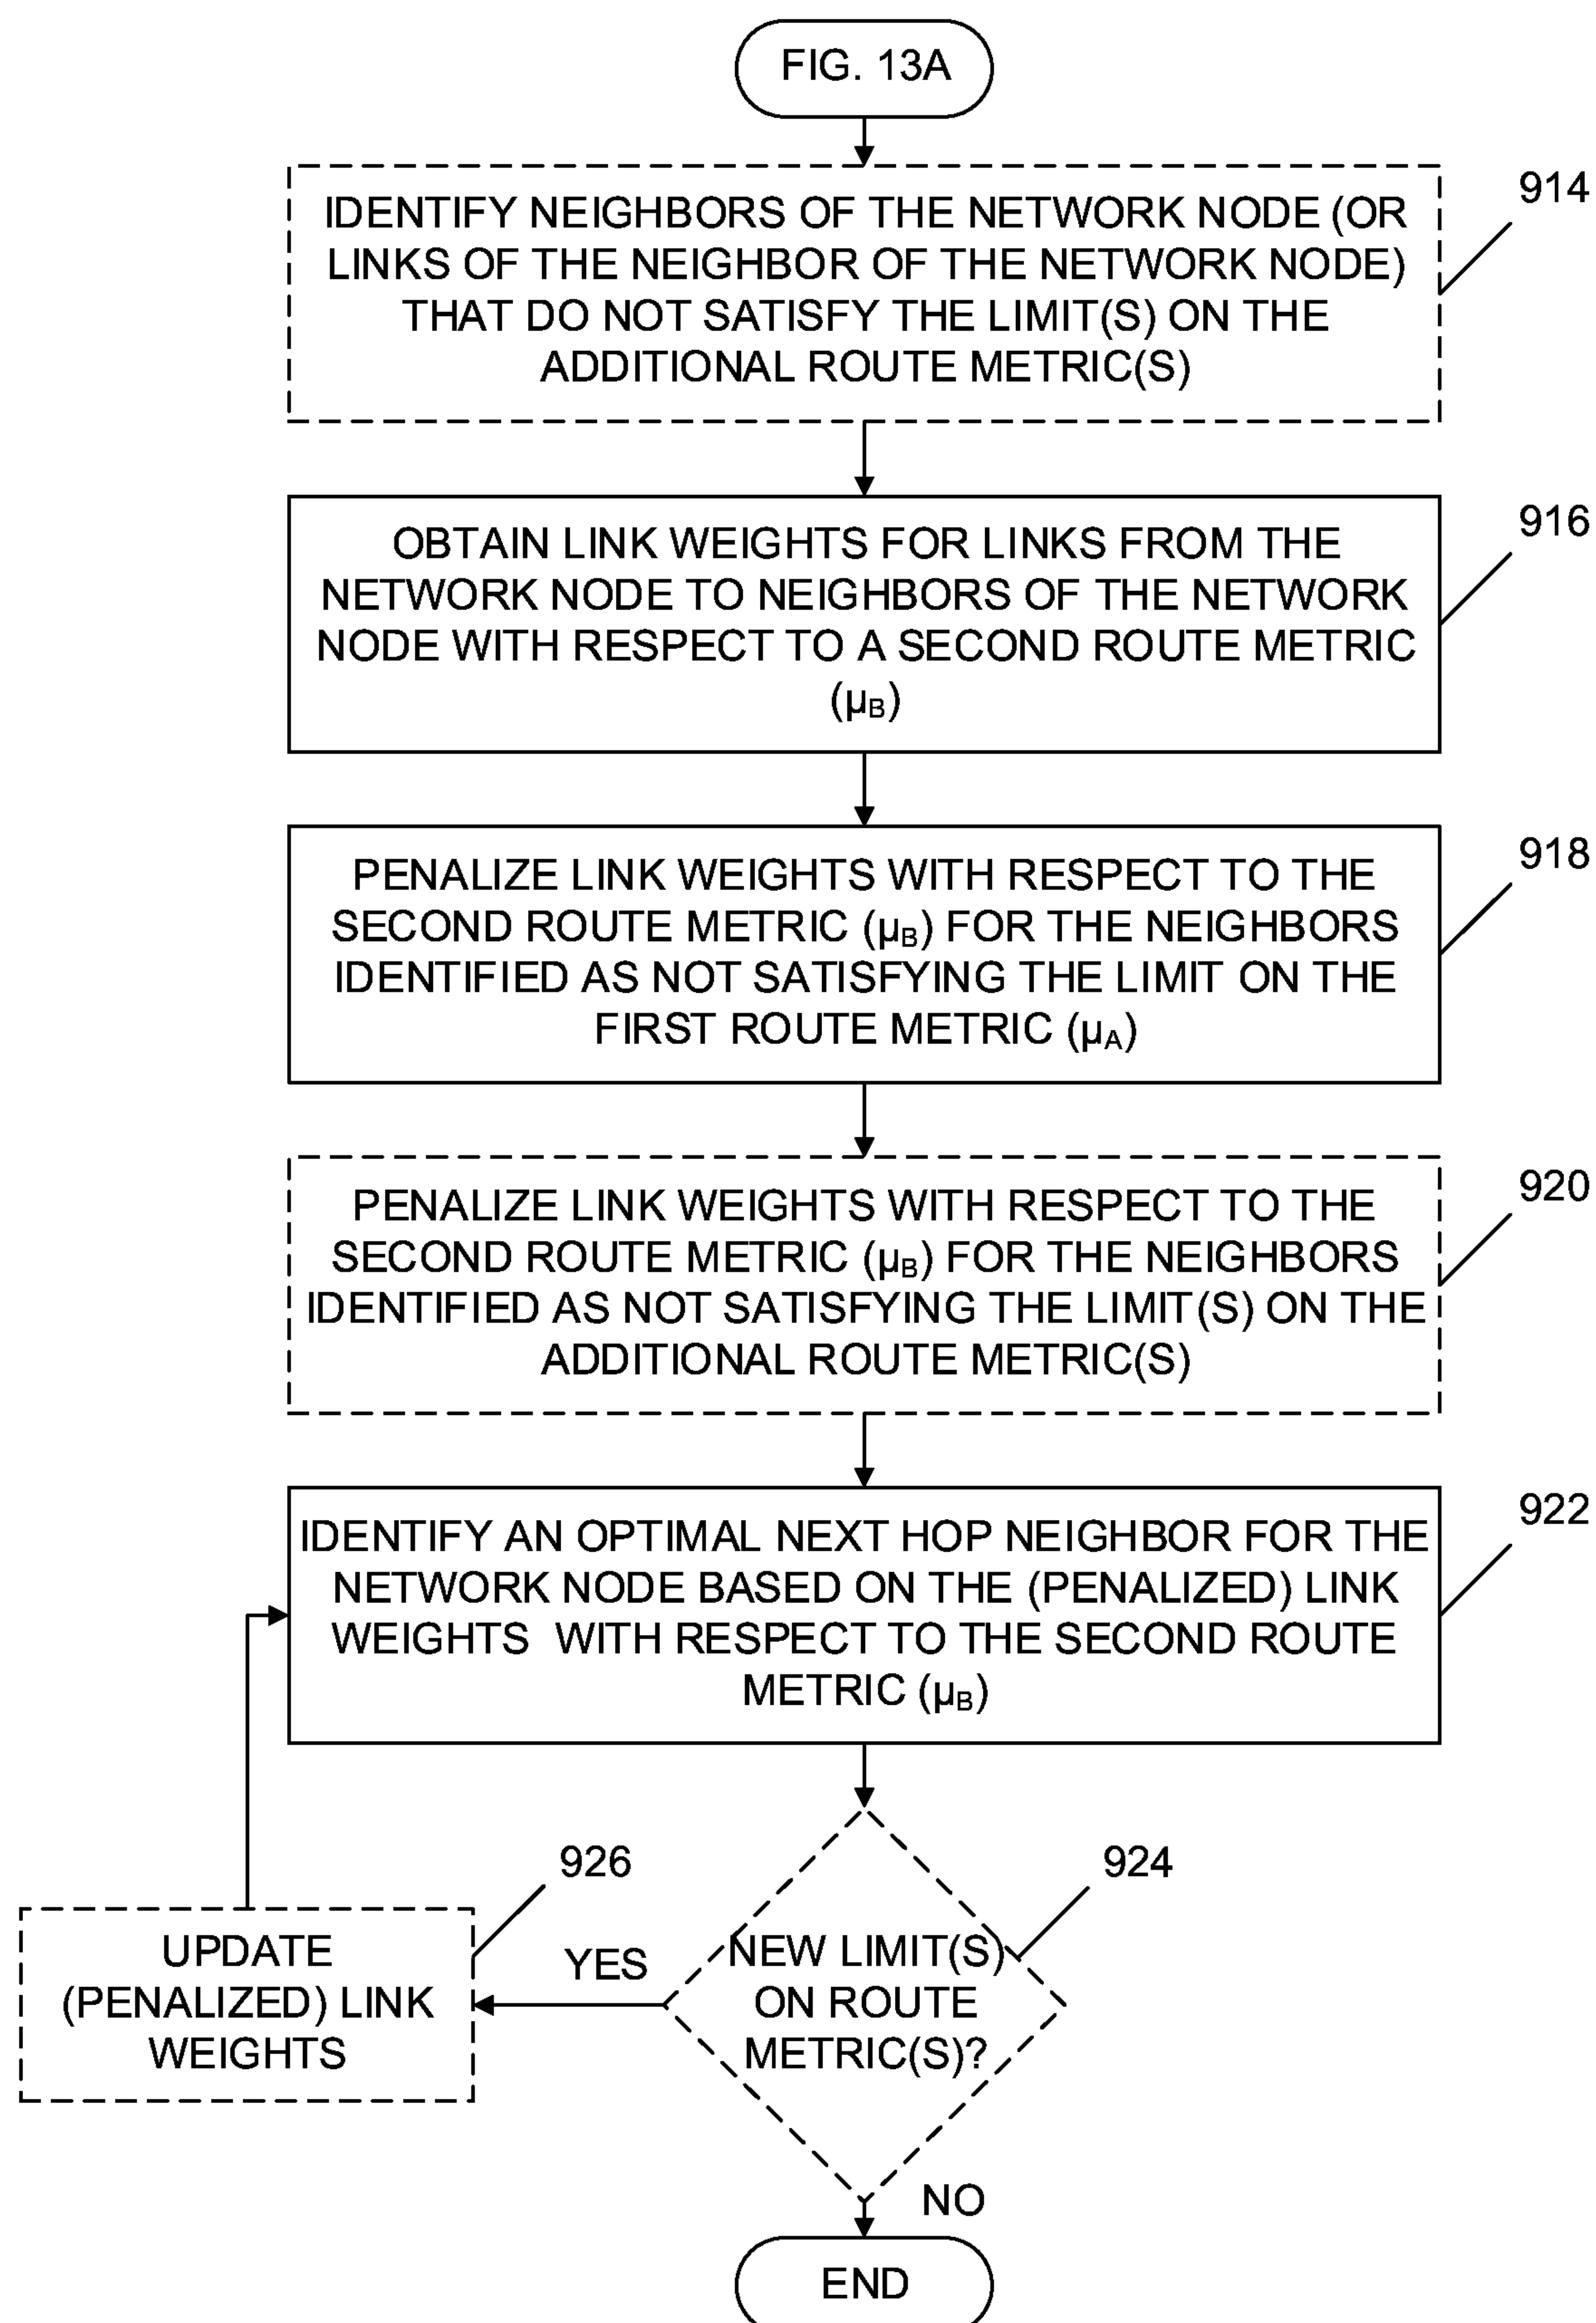 FIG. 13A
914
IDENTIFY NEIGHBORS OF THE NETWORK NODE (OR
LINKS OF THE NEIGHBOR OF THE NETWORK NODE)
THAT DO NOT SATISFY THE LIMIT(S) ON THE
ADDITIONAL ROUTE METRIC(S)
916
OBTAIN LINK WEIGHTS FOR LINKS FROM THE
NETWORK NODE TO NEIGHBORS OF THE NETWORK
NODE WITH RESPECT TO A SECOND ROUTE METRIC
(μB)
918
PENALIZE LINK WEIGHTS WITH RESPECT TO THE
SECOND ROUTE METRIC (μB) FOR THE NEIGHBORS
IDENTIFIED AS NOT SATISFYING THE LIMIT ON THE
FIRST ROUTE METRIC (μA)
920
PENALIZE LINK WEIGHTS WITH RESPECT TO THE
SECOND ROUTE METRIC (μB) FOR THE NEIGHBORS
IDENTIFIED AS NOT SATISFYING THE LIMIT(S) ON THE
ADDITIONAL ROUTE METRIC(S)
922
IDENTIFY AN OPTIMAL NEXT HOP NEIGHBOR FOR THE
NETWORK NODE BASED ON THE (PENALIZED) LINK
WEIGHTS WITH RESPECT TO THE SECOND ROUTE
METRIC (μB)
924
NEW LIMIT(S)
ON ROUTE
METRIC(S)?
YES
926
UPDATE
(PENALIZED) LINK
WEIGHTS
NO
END